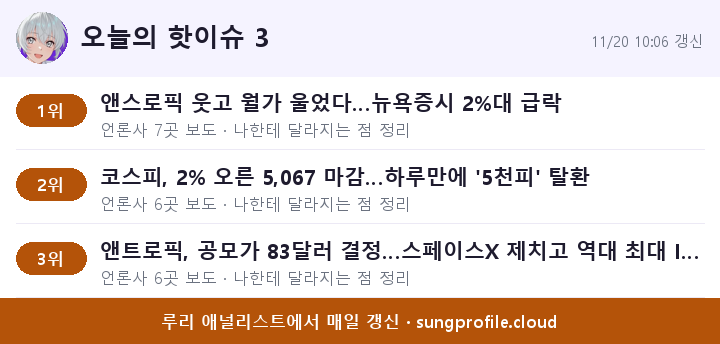 오늘의 핫이슈 3
11/20 10:06 갱신
1위
앤스로픽 웃고 월가 울었다...뉴욕증시 2%대 급락
언론사 7곳 보도 · 나한테 달라지는 점 정리
2위
코스피, 2% 오른 5,067 마감...하루만에 '5천피' 탈환
언론사 6곳 보도 · 나한테 달라지는 점 정리
3위
앤트로픽, 공모가 83달러 결정...스페이스X 제치고 역대 최대 I...
언론사 6곳 보도 · 나한테 달라지는 점 정리
루리 애널리스트에서 매일 갱신 · sungprofile.cloud